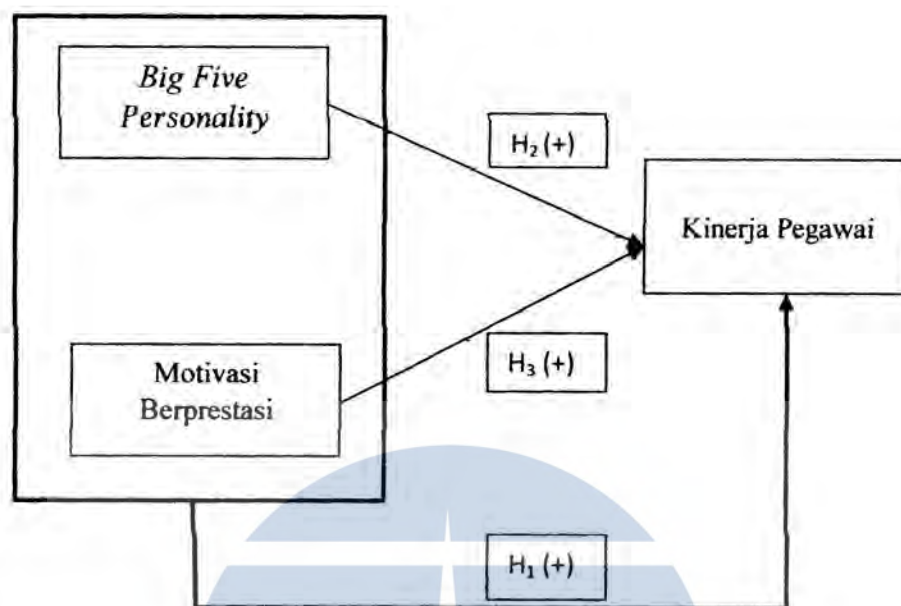 Big Five
Personality
H₂ (+)
Kinerja Pegawai
H₃ (+)
Motivasi
Berprestasi
H₁ (+)